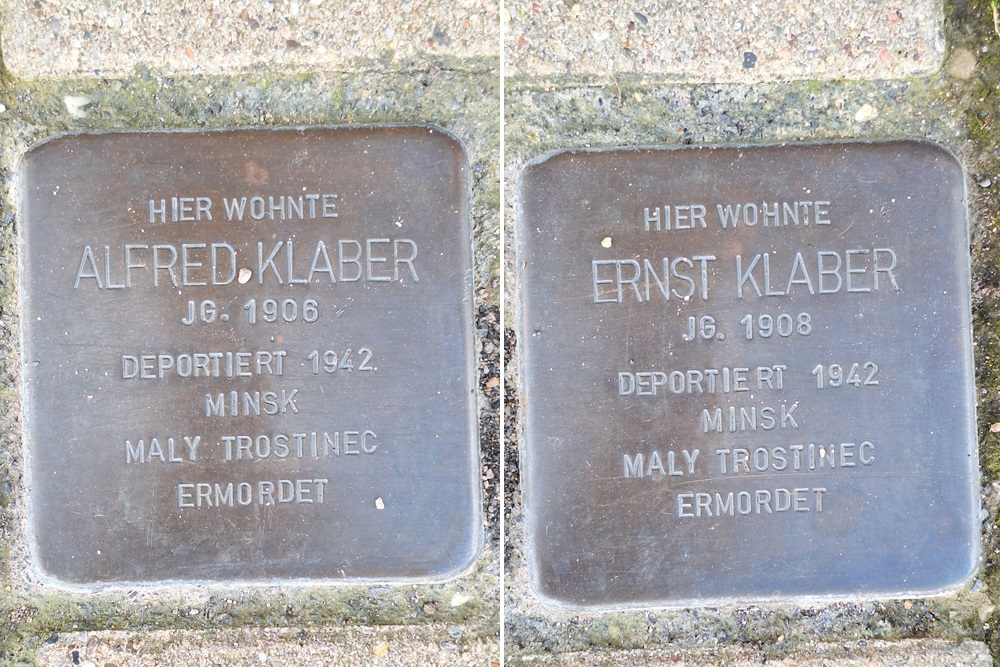 HIER WOHNTE
ALFRED KLABER
JG. 1906
DEPORTIERT 1942
MINSK
MALY TROSTINEC
ERMORDET
HIER WOHNTE
ERNST KLABER
JG. 1908
DEPORTIERT 1942
MINSK
MALY TROSTINEC
ERMORDET